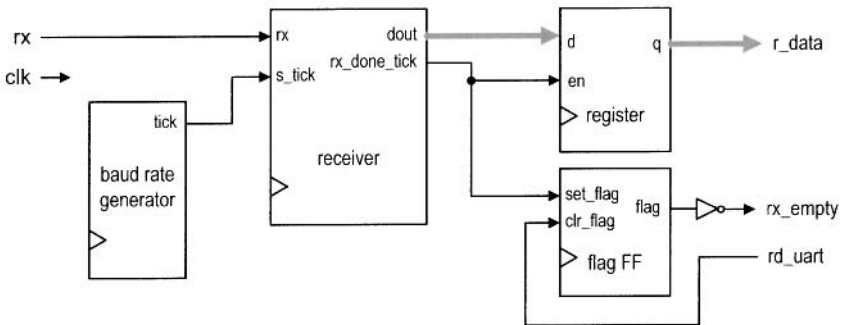 rx
clk
tick
baud rate
generator
rx
s_tick
dout
rx_done_tick
receiver
d
q
en
register
r_data
set_flag
flag
clr_flag
flag FF
rx_empty
rd_uart